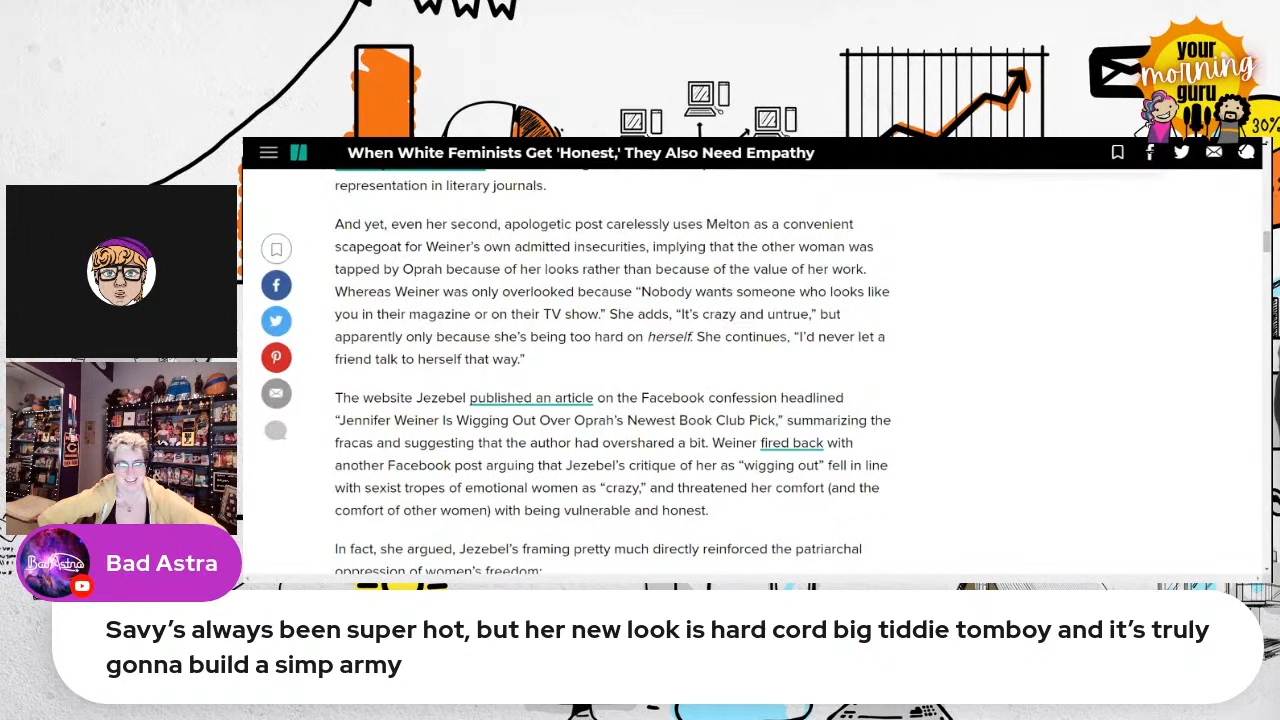 www
your
morning
guru
30%
When White Feminists Get 'Honest,' They Also Need Empathy
representation in literary journals.
And yet, even her second, apologetic post carelessly uses Melton as a convenient
scapegoat for Weiner's own admitted insecurities, implying that the other woman was
tapped by Oprah because of her looks rather than because of the value of her work.
Whereas Weiner was only overlooked because “Nobody wants someone who looks like
you in their magazine or on their TV show.” She adds, “It's crazy and untrue,” but
apparently only because she's being too hard on herself. She continues, “I'd never let a
friend talk to herself that way.”
The website Jezebel published an article on the Facebook confession headlined
“Jennifer Weiner Is Wigging Out Over Oprah's Newest Book Club Pick,” summarizing the
fracas and suggesting that the author had overshared a bit. Weiner fired back with
another Facebook post arguing that Jezebel's critique of her as “wigging out” fell in line
with sexist tropes of emotional women as “crazy,” and threatened her comfort (and the
comfort of other women) with being vulnerable and honest.
In fact, she argued, Jezebel's framing pretty much directly reinforced the patriarchal
oppression of women's freedom:
BadAstra
Bad Astra
Savy’s always been super hot, but her new look is hard cord big tiddie tomboy and it’s truly
gonna build a simp army